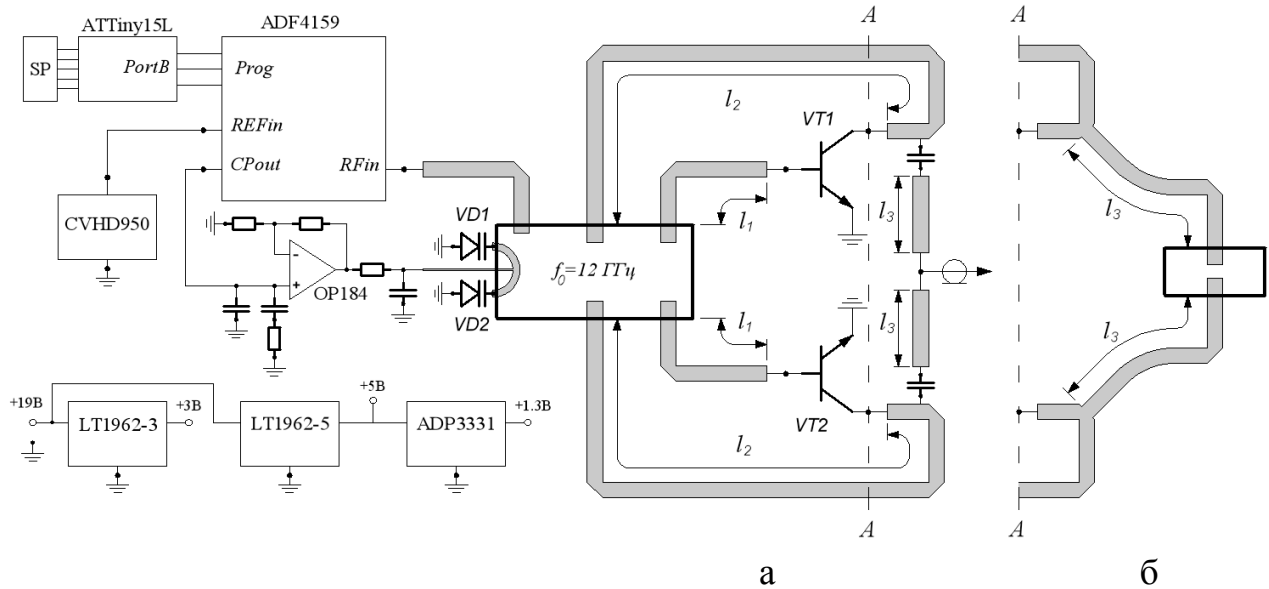 ATTiny15L
ADF4159
A
A
SP
PortB
Prog
REFin
CPout
RFin
CVHD950
OP184
VD1
VD2
f0=12 ГГц
l2
VT1
l1
l3
l3
l3
l1
l3
VT2
l2
+19В
LT1962-3
+3В
LT1962-5
+5В
ADP3331
+1.3В
A
A
а
б